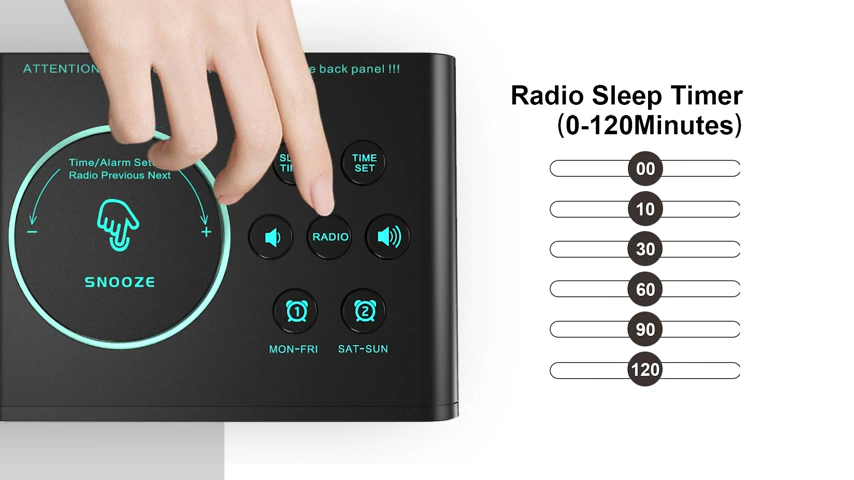 ATTENTION
back panel !!!
Time/Alarm
Radio Previous Next
−
+
SNOOZE
TIME
SET
RADIO
1
2
MON-FRI
SAT-SUN
Radio Sleep Timer
(0-120Minutes)
00
10
30
60
90
120